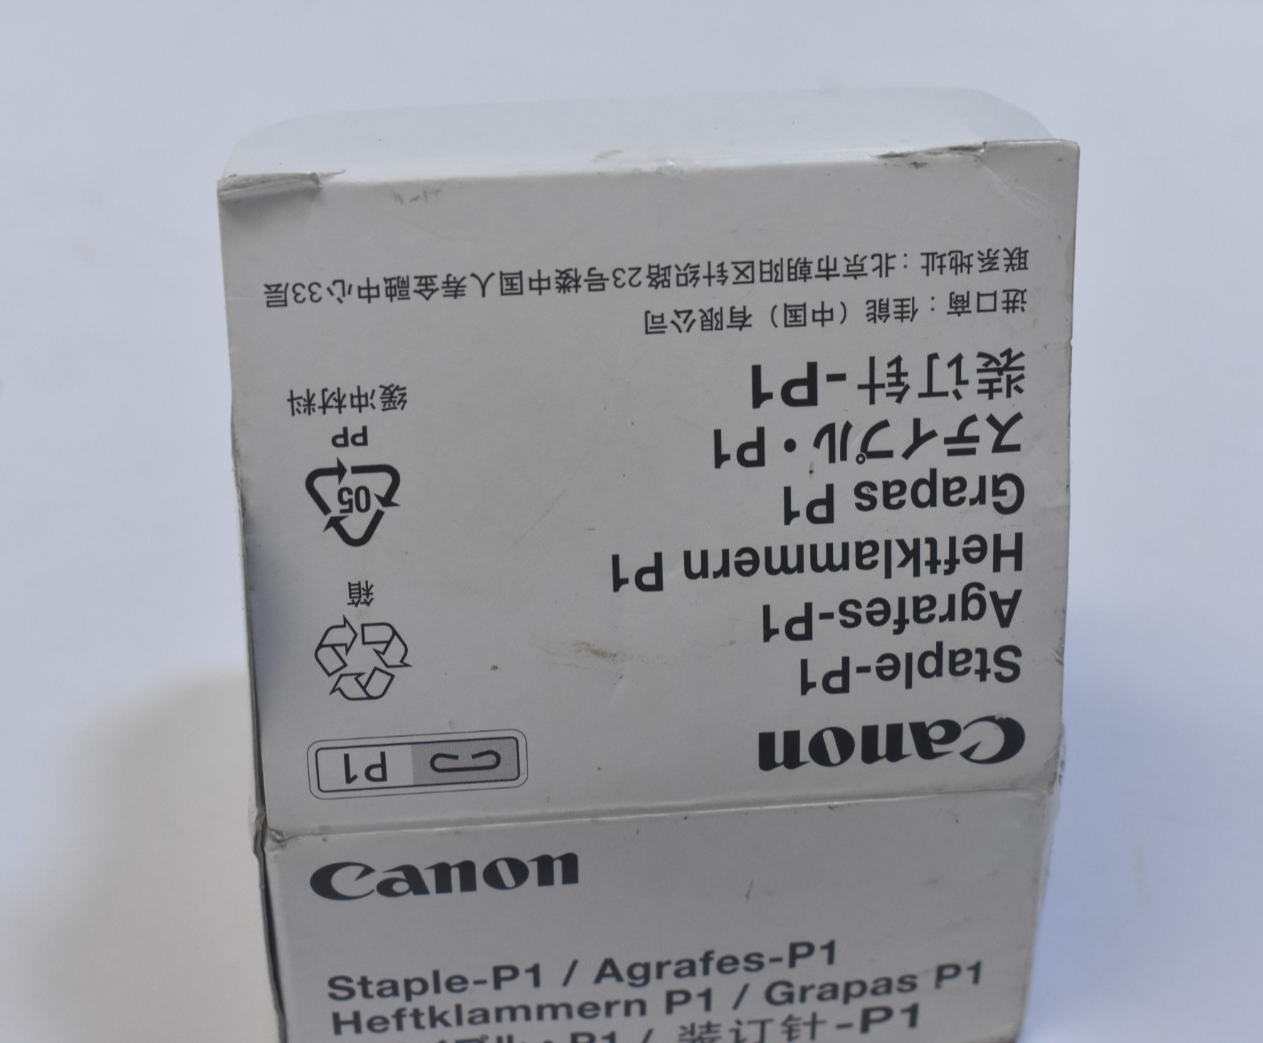 Canon
Staple-P1
Agrafes-P1
Heftklammern P1
Grapas P1
ステイプル・P1
装订针-P1
进口商：佳能（中国）有限公司
联系地址：北京市朝阳区针织路23号楼中国人寿金融中心33层
P1
箱
05
PP
缓冲材料
Canon
Staple-P1 / Agrafes-P1
Heftklammern P1 / Grapas P1
プル・P1 / 装订针-P1